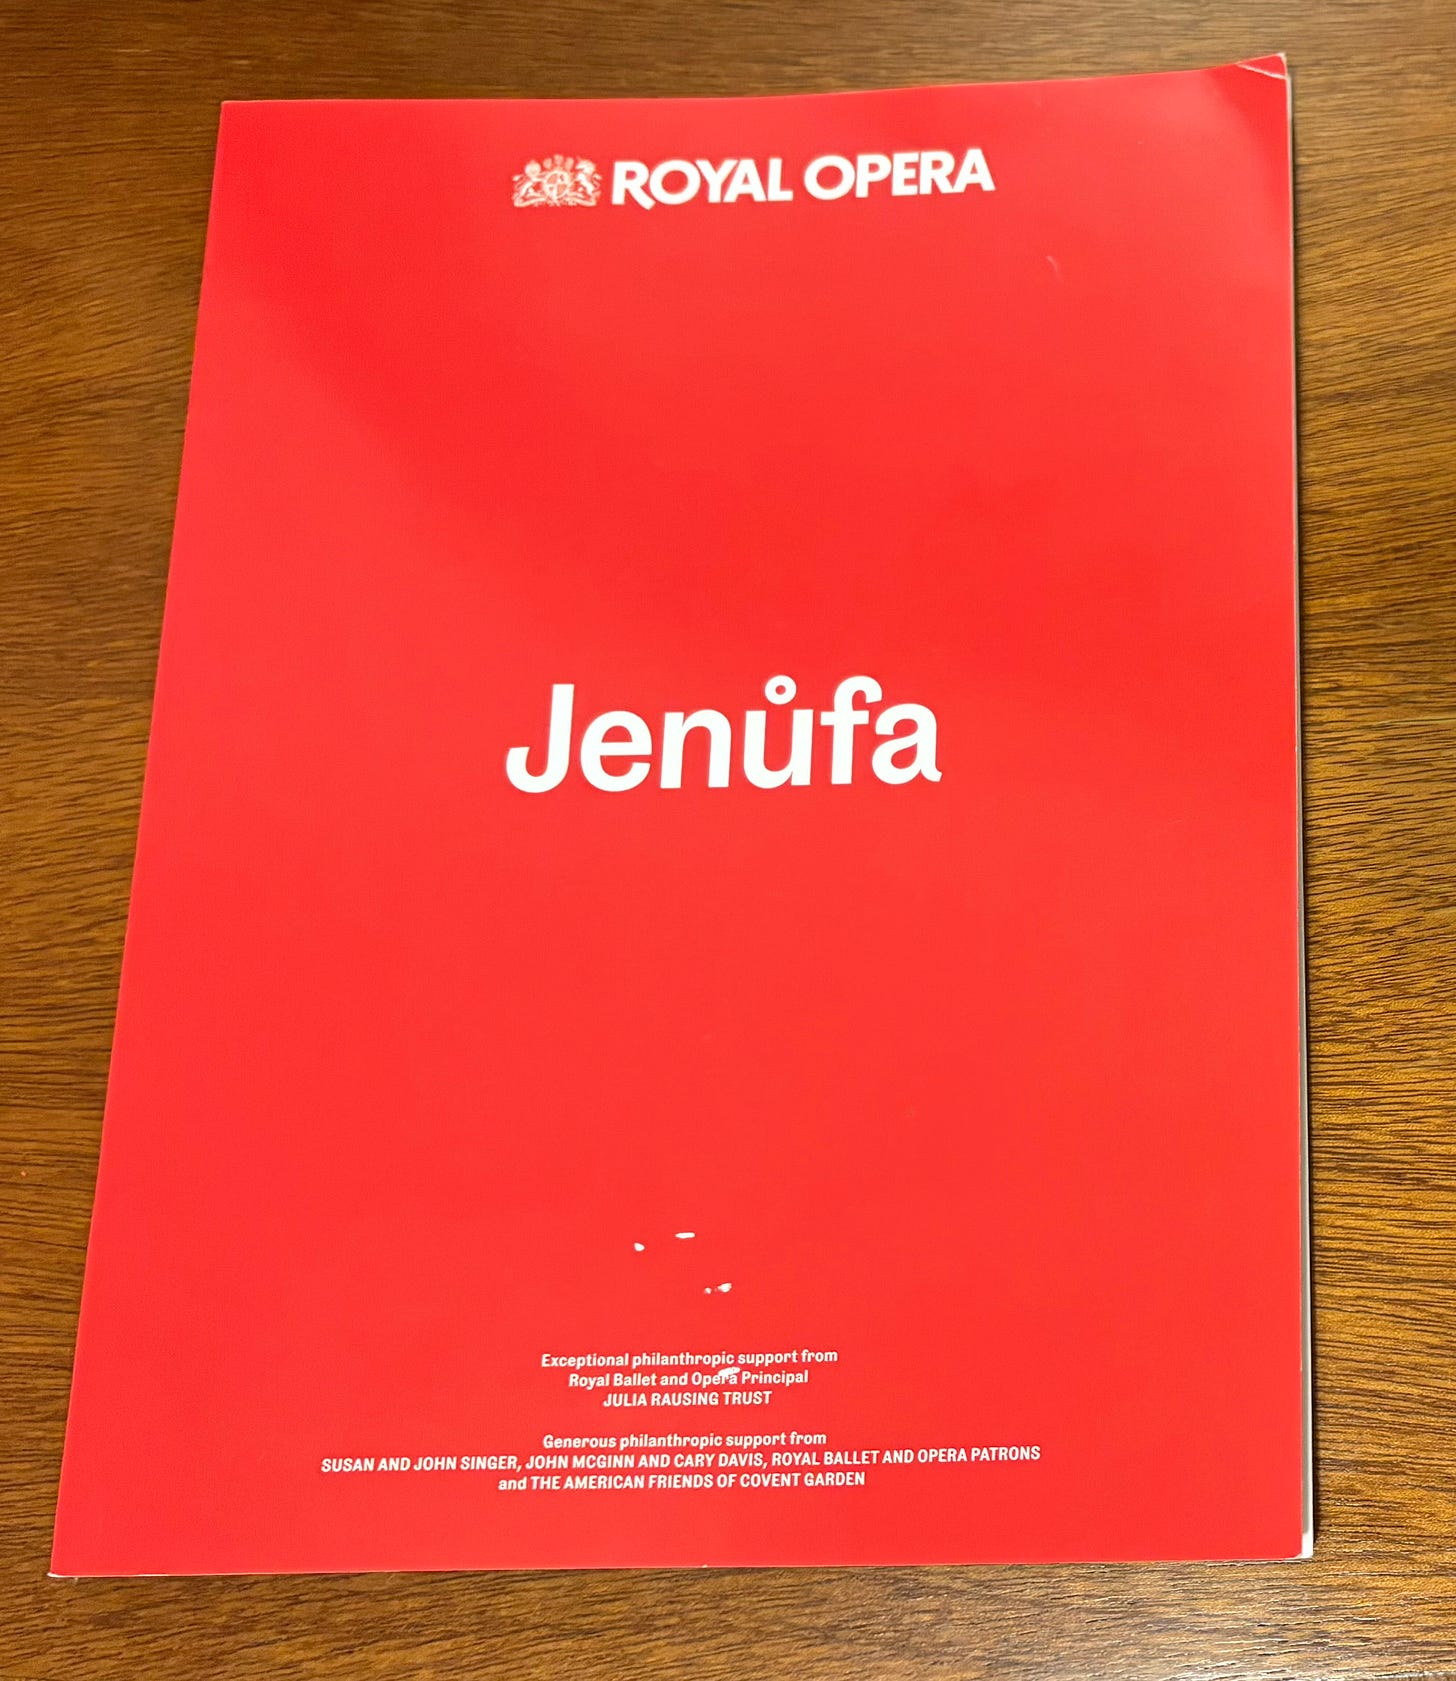 ROYAL OPERA
Jenůfa
Exceptional philanthropic support from
Royal Ballet and Opera Principal
JULIA RAUSING TRUST
Generous philanthropic support from
SUSAN AND JOHN SINGER, JOHN MCGINN AND CARY DAVIS, ROYAL BALLET AND OPERA PATRONS
and THE AMERICAN FRIENDS OF COVENT GARDEN